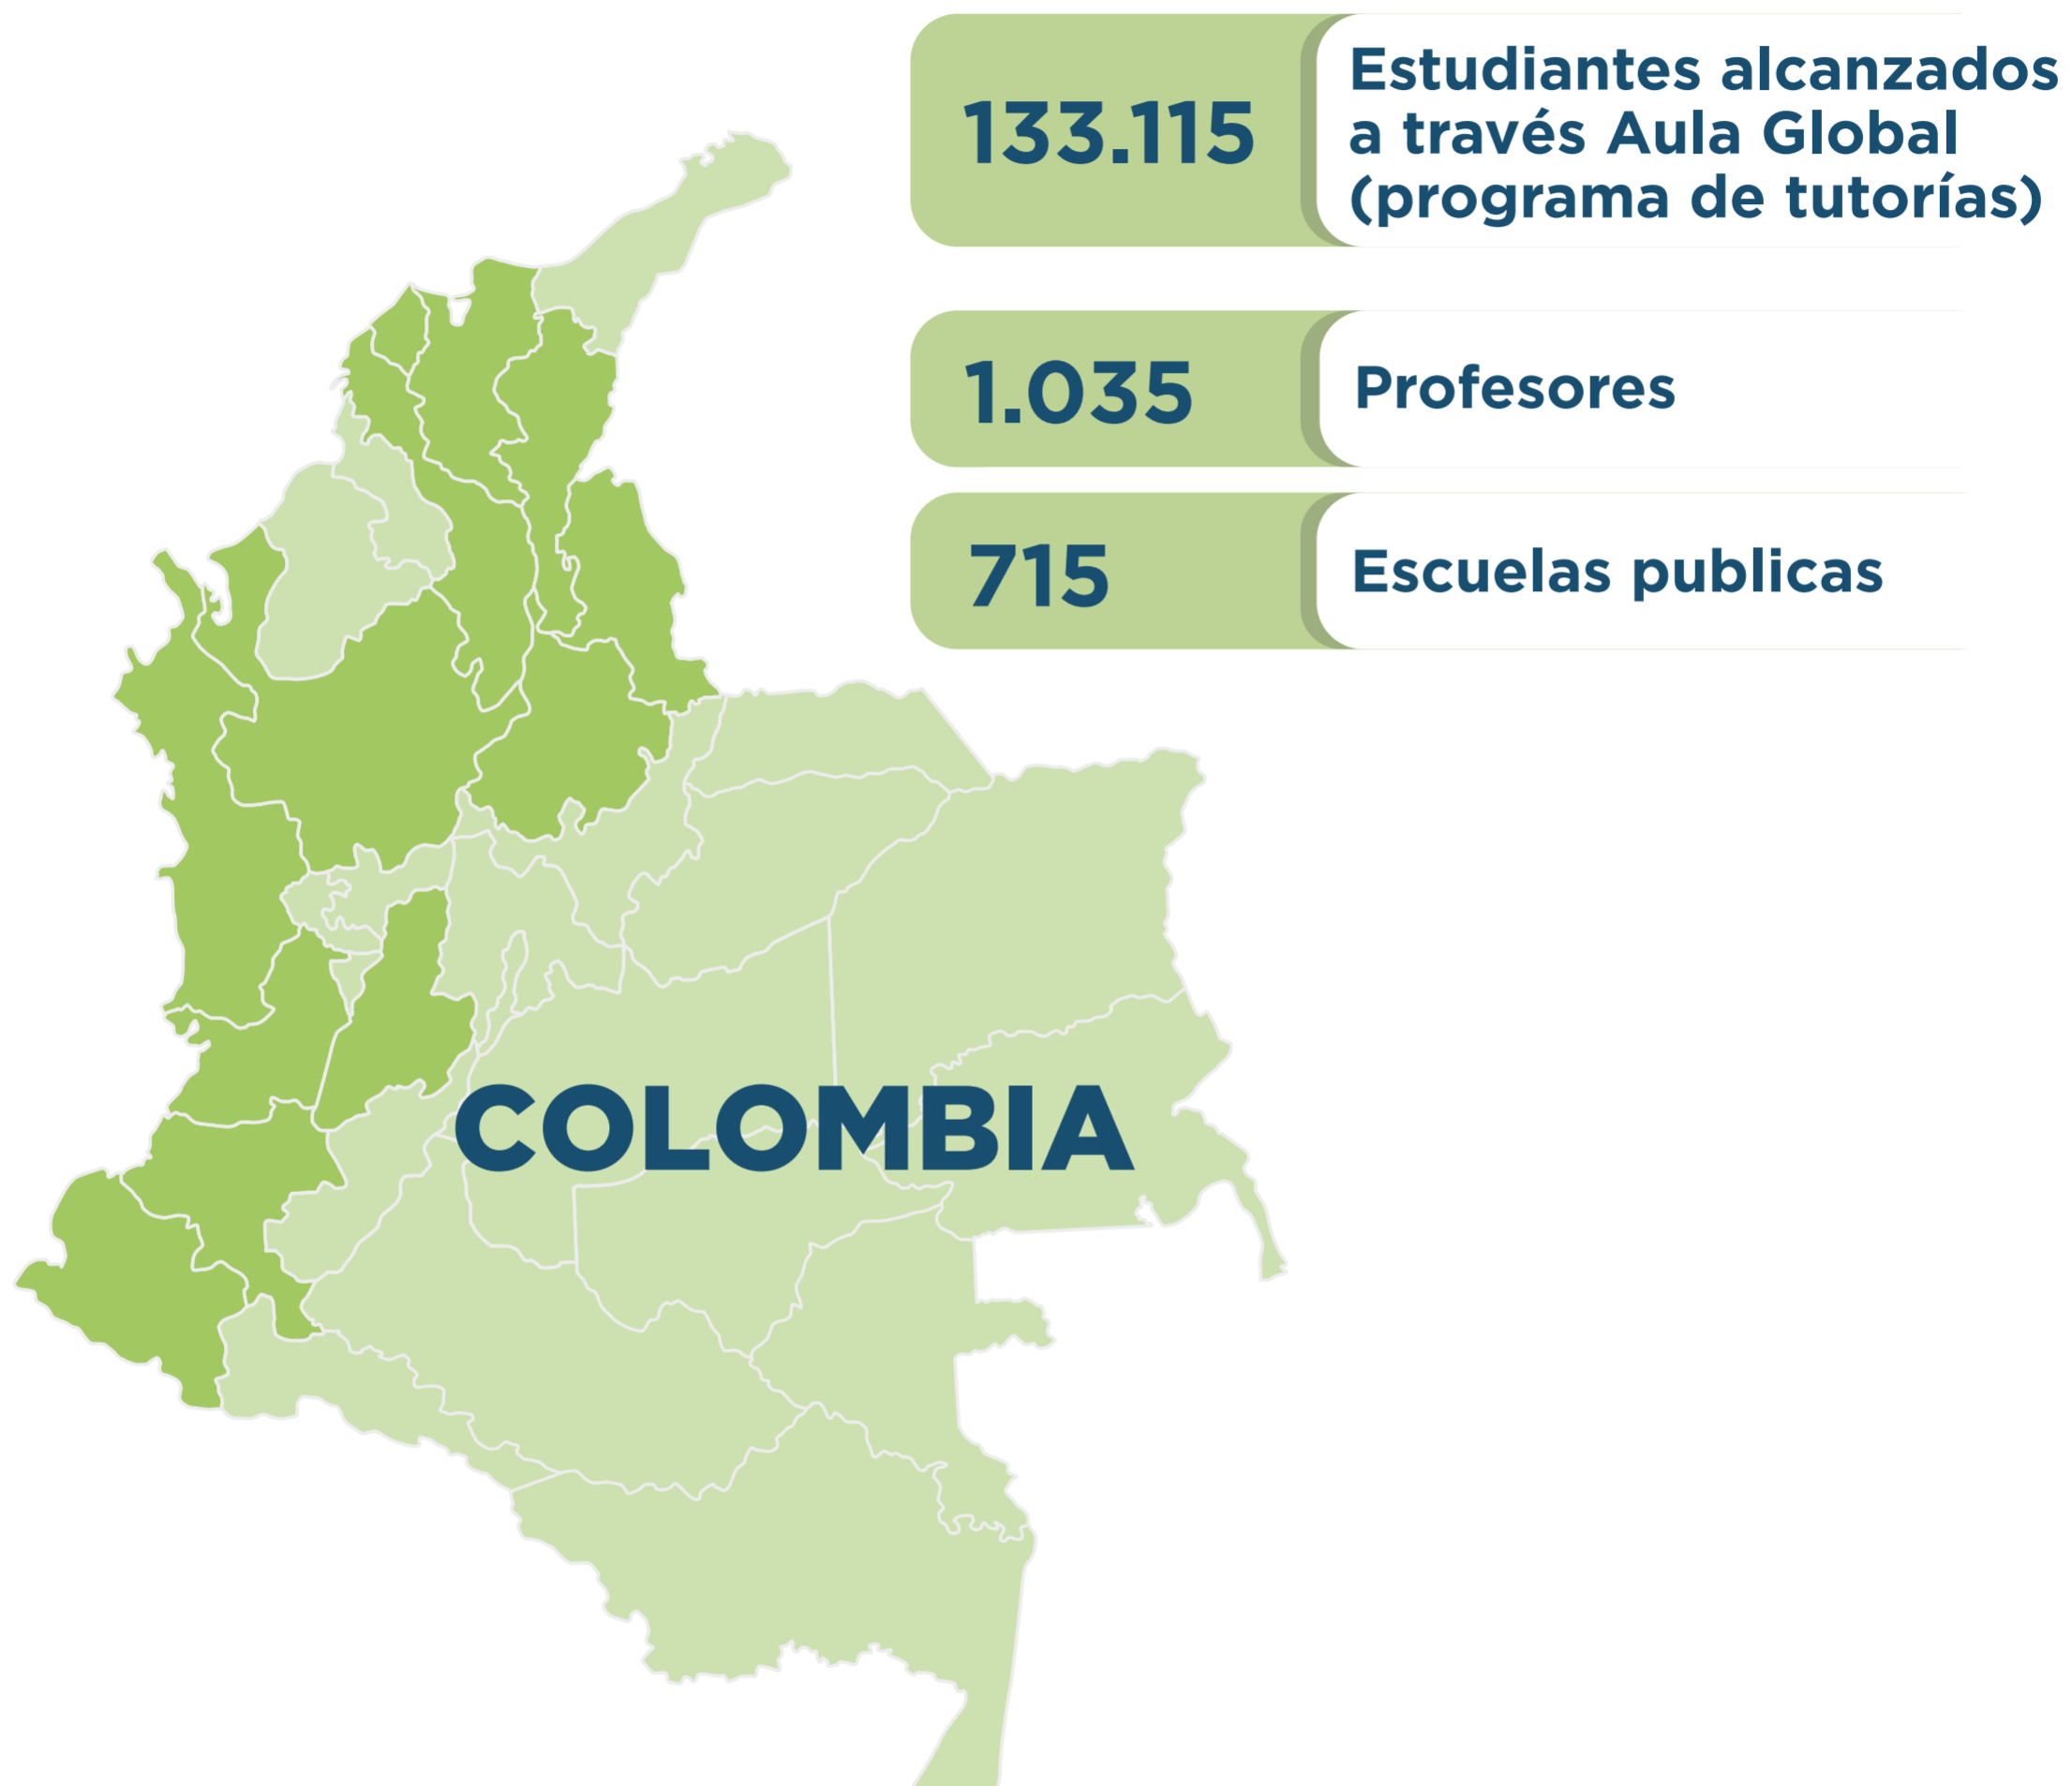 133.115
Estudiantes alcanzados
a través Aula Global
(programa de tutorías)
1.035
Profesores
715
Escuelas publicas
COLOMBIA